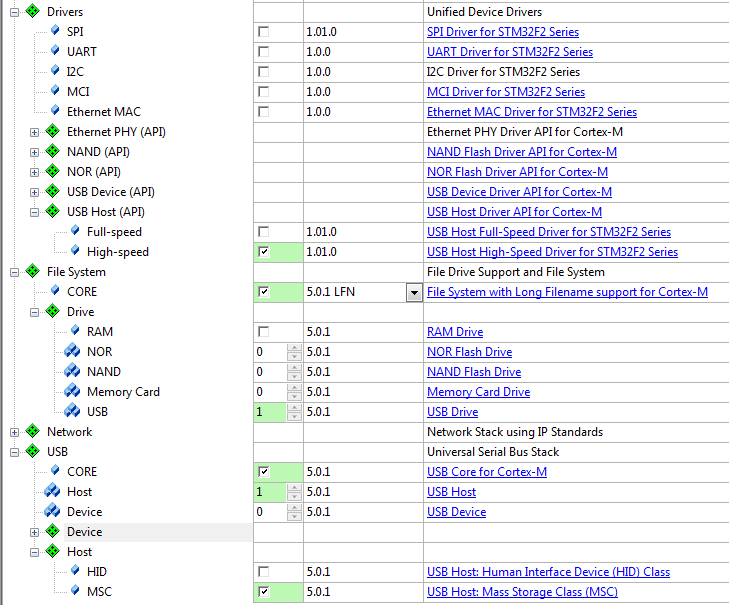 Drivers Unified Device Drivers
SPI 1.01.0 SPI Driver for STM32F2 Series
UART 1.0.0 UART Driver for STM32F2 Series
I2C 1.0.0 I2C Driver for STM32F2 Series
MCI 1.0.0 MCI Driver for STM32F2 Series
Ethernet MAC 1.0.0 Ethernet MAC Driver for STM32F2 Series
Ethernet PHY (API) Ethernet PHY Driver API for Cortex-M
NAND (API) NAND Flash Driver API for Cortex-M
NOR (API) NOR Flash Driver API for Cortex-M
USB Device (API) USB Device Driver API for Cortex-M
USB Host (API) USB Host Driver API for Cortex-M
Full-speed 1.01.0 USB Host Full-Speed Driver for STM32F2 Series
High-speed 1.01.0 USB Host High-Speed Driver for STM32F2 Series
File System File Drive Support and File System
CORE 5.0.1 LFN File System with Long Filename support for Cortex-M
Drive
RAM 5.0.1 RAM Drive
NOR 0 5.0.1 NOR Flash Drive
NAND 0 5.0.1 NAND Flash Drive
Memory Card 0 5.0.1 Memory Card Drive
USB 1 5.0.1 USB Drive
Network Network Stack using IP Standards
USB Universal Serial Bus Stack
CORE 5.0.1 USB Core for Cortex-M
Host 1 5.0.1 USB Host
Device 0 5.0.1 USB Device
Device
Host
HID 5.0.1 USB Host: Human Interface Device (HID) Class
MSC 5.0.1 USB Host: Mass Storage Class (MSC)